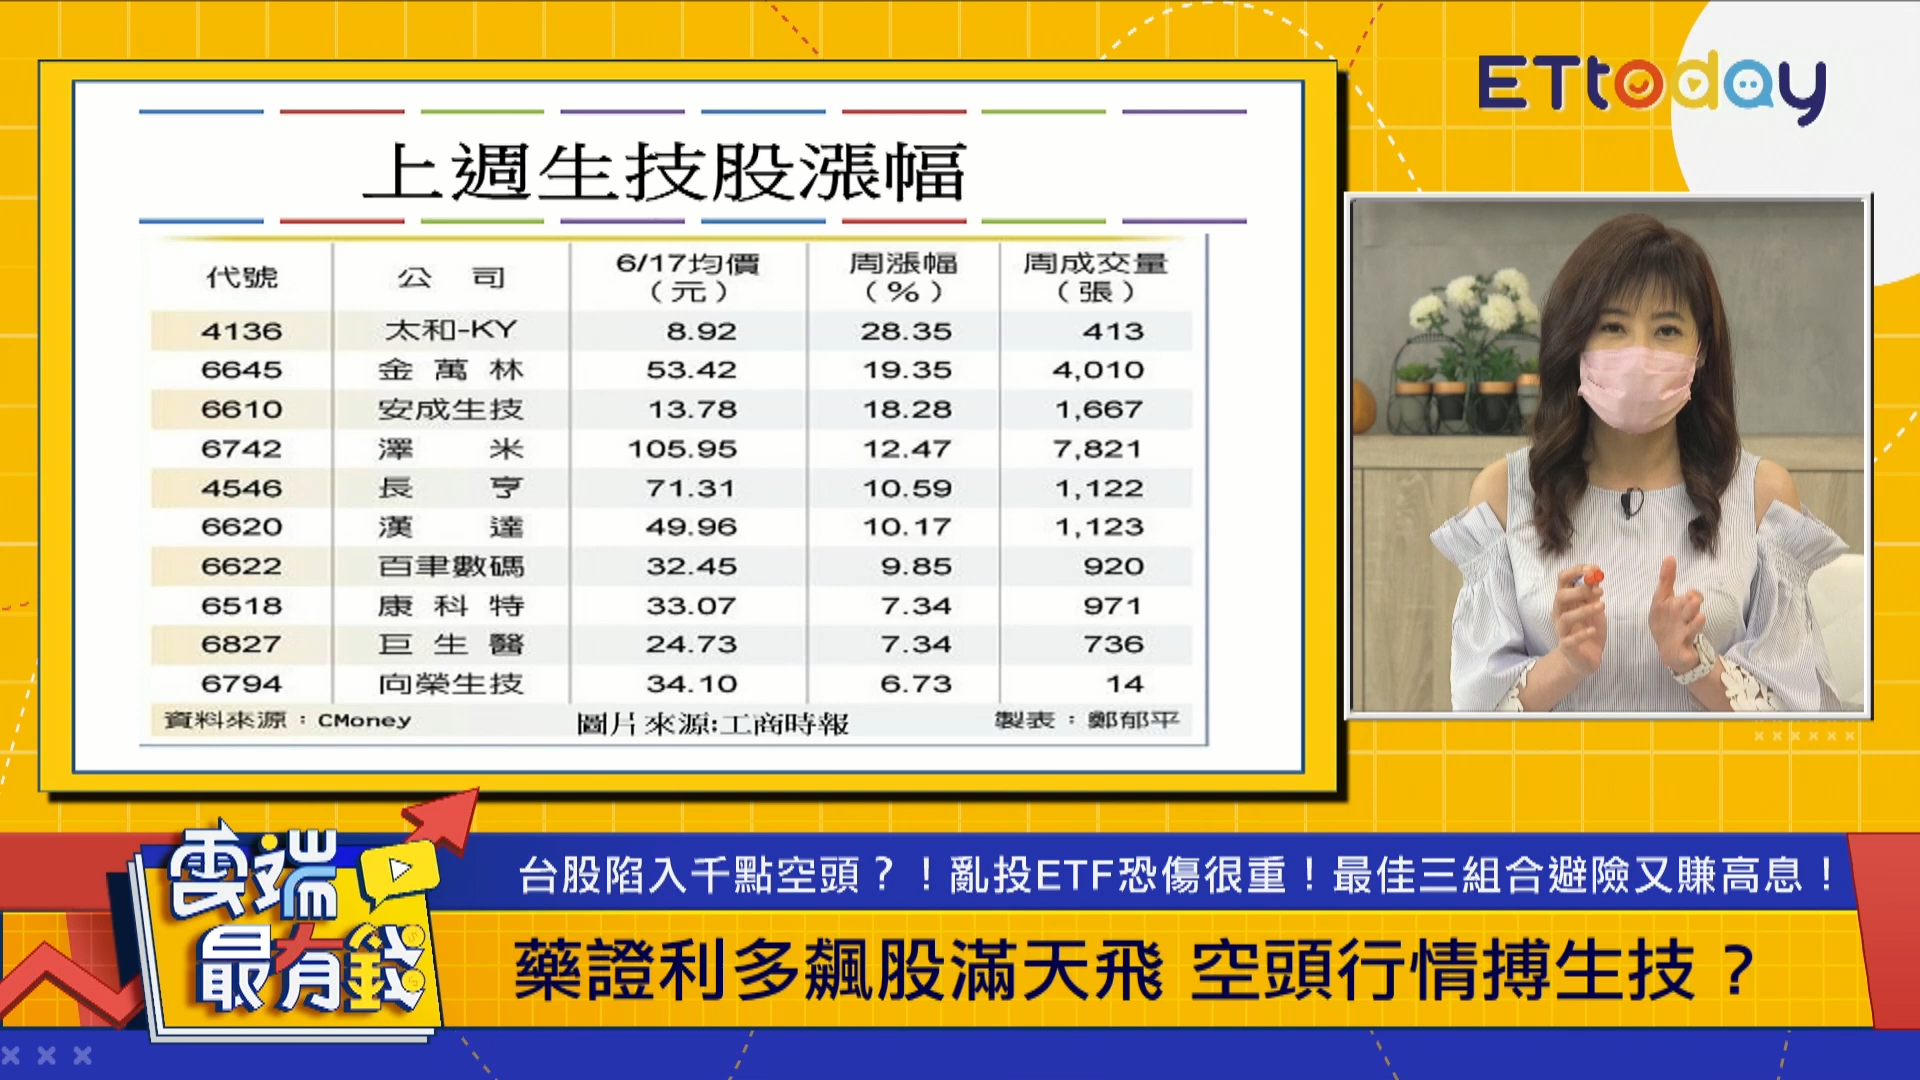 ETtoday
上週生技股漲幅
代號 公司 6/17均價(元) 周漲幅(%) 周成交量(張)
4136 太和-KY 8.92 28.35 413
6645 金萬林 53.42 19.35 4,010
6610 安成生技 13.78 18.28 1,667
6742 澤米 105.95 12.47 7,821
4546 長亨 71.31 10.59 1,122
6620 漢達 49.96 10.17 1,123
6622 百聿數碼 32.45 9.85 920
6518 康科特 33.07 7.34 971
6827 巨生醫 24.73 7.34 736
6794 向榮生技 34.10 6.73 14
資料來源：CMoney 圖片來源:工商時報 製表：鄭郁平
雲端最有錢
台股陷入千點空頭？！亂投ETF恐傷很重！最佳三組合避險又賺高息！
藥證利多飆股滿天飛 空頭行情搏生技？